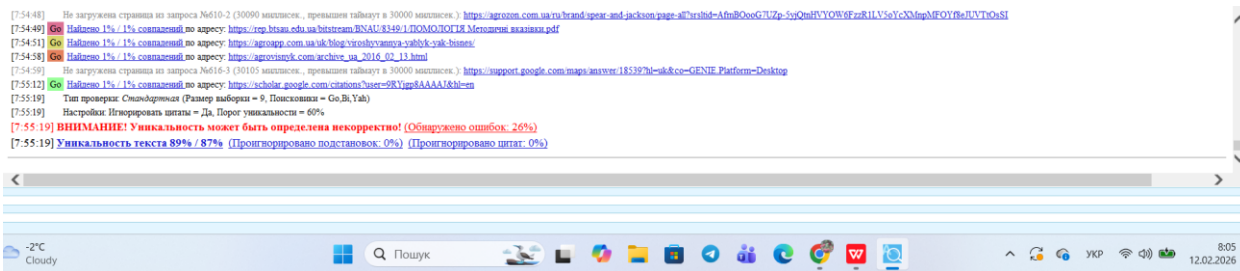 [7:54:48] Не загружена страница из запроса №610-2 (30090 миллисек., превышен таймаут в 30000 миллисек.): https://agrozon.com.ua/ru/brand/spear-and-jackson/page-all?srsltid=AfmBOooG7UZp-5yjQtnHVYOW6FzzR1LV5oYcXMnpMFOYf8eJUVTtOsSI
[7:54:49] Go Найдено 1% / 1% совпадений по адресу: https://rep.btsau.edu.ua/bitstream/BNAU/8349/1/ПОМОЛОГІЯ Методичні вказівки.pdf
[7:54:51] Go Найдено 1% / 1% совпадений по адресу: https://agroapp.com.ua/uk/blog/viroshyvannya-yablyk-yak-bisnes/
[7:54:58] Go Найдено 1% / 1% совпадений по адресу: https://agrovisnyk.com/archive_ua_2016_02_13.html
[7:54:59] Не загружена страница из запроса №616-3 (30105 миллисек., превышен таймаут в 30000 миллисек.): https://support.google.com/maps/answer/18539?hl=uk&co=GENIE.Platform=Desktop
[7:55:12] Go Найдено 1% / 1% совпадений по адресу: https://scholar.google.com/citations?user=9RYjgp8AAAAJ&hl=en
[7:55:19] Тип проверки: Стандартная (Размер выборки = 9, Поисковики = Go,Bi,Yah)
[7:55:19] Настройки: Игнорировать цитаты = Да, Порог уникальности = 60%
[7:55:19] ВНИМАНИЕ! Уникальность может быть определена некорректно! (Обнаружено ошибок: 26%)
[7:55:19] Уникальность текста 89% / 87% (Проигнорировано подстановок: 0%) (Проигнорировано цитат: 0%)
-2°C
Cloudy
Пошук
УКР
8:05
12.02.2026